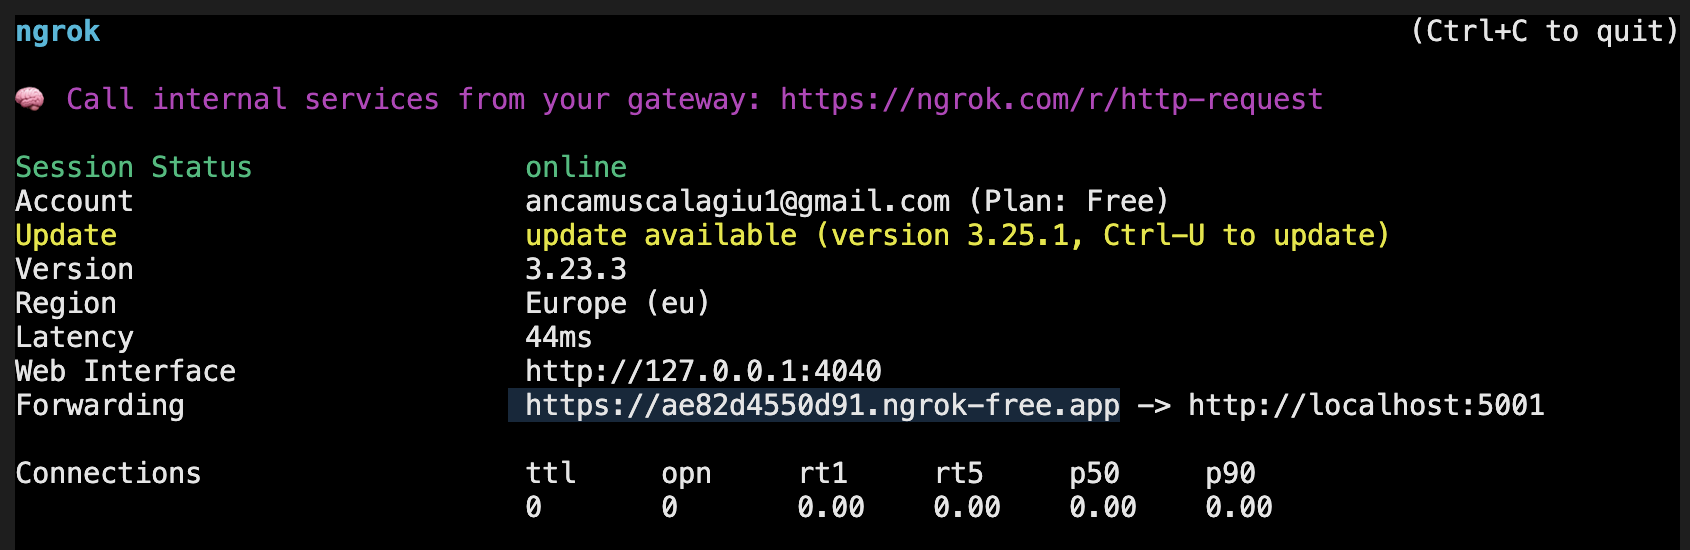 ngrok (Ctrl+C to quit)
🧠 Call internal services from your gateway: https://ngrok.com/r/http-request
Session Status online
Account ancamuscalagiu1@gmail.com (Plan: Free)
Update update available (version 3.25.1, Ctrl-U to update)
Version 3.23.3
Region Europe (eu)
Latency 44ms
Web Interface http://127.0.0.1:4040
Forwarding https://ae82d4550d91.ngrok-free.app -> http://localhost:5001
Connections ttl opn rt1 rt5 p50 p90
0 0 0.00 0.00 0.00 0.00